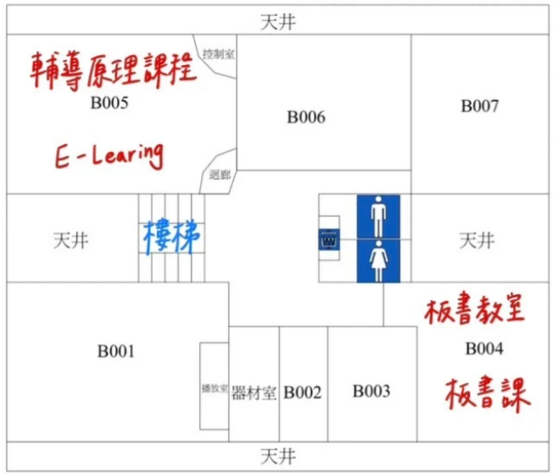 天井
控制室
輔導原理課程
B005
B006
B007
E-Learing
迴廊
天井
樓梯
天井
板書教室
B001
B004
播放室
器材室
B002
B003
板書課
天井